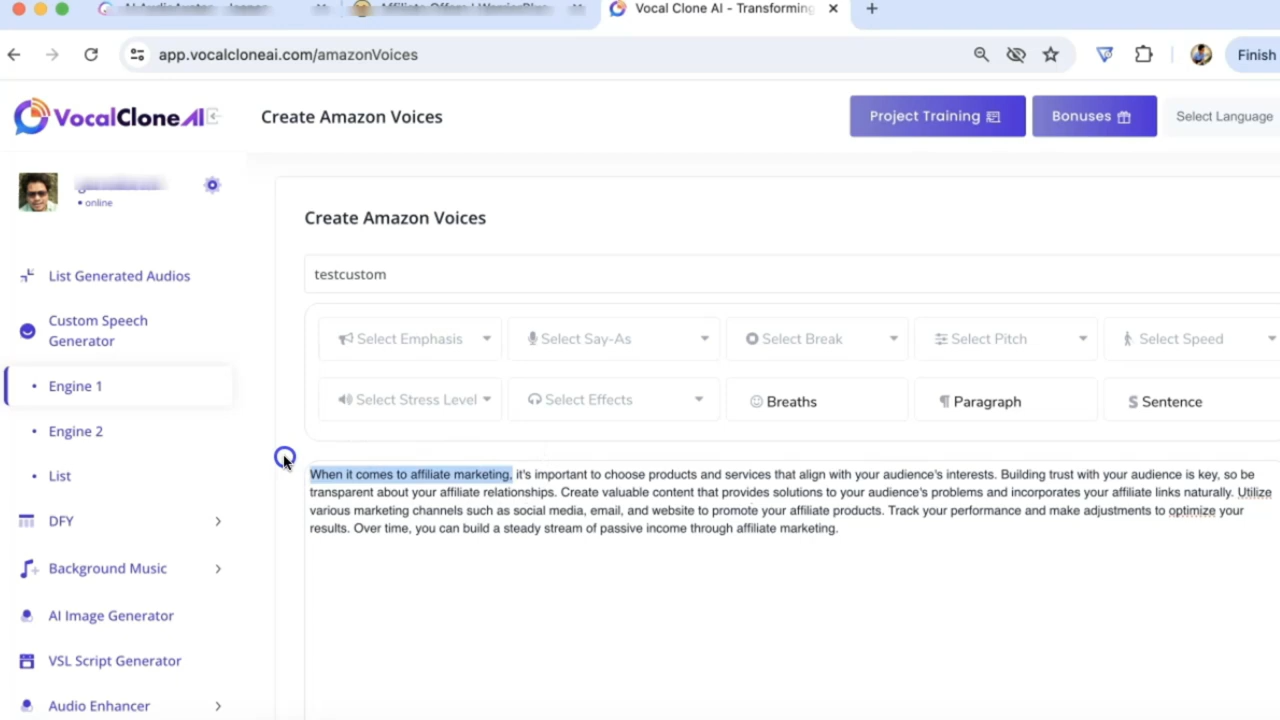 Vocal Clone AI - Transforming
app.vocalcloneai.com/amazonVoices
Finish
VocalCloneAI
Create Amazon Voices
Project Training
Bonuses
Select Language
online
List Generated Audios
Custom Speech
Generator
Engine 1
Engine 2
List
DFY
Background Music
AI Image Generator
VSL Script Generator
Audio Enhancer
Create Amazon Voices
testcustom
Select Emphasis
Select Say-As
Select Break
Select Pitch
Select Speed
Select Stress Level
Select Effects
Breaths
Paragraph
Sentence
When it comes to affiliate marketing, it's important to choose products and services that align with your audience's interests. Building trust with your audience is key, so be
transparent about your affiliate relationships. Create valuable content that provides solutions to your audience's problems and incorporates your affiliate links naturally. Utilize
various marketing channels such as social media, email, and website to promote your affiliate products. Track your performance and make adjustments to optimize your
results. Over time, you can build a steady stream of passive income through affiliate marketing.